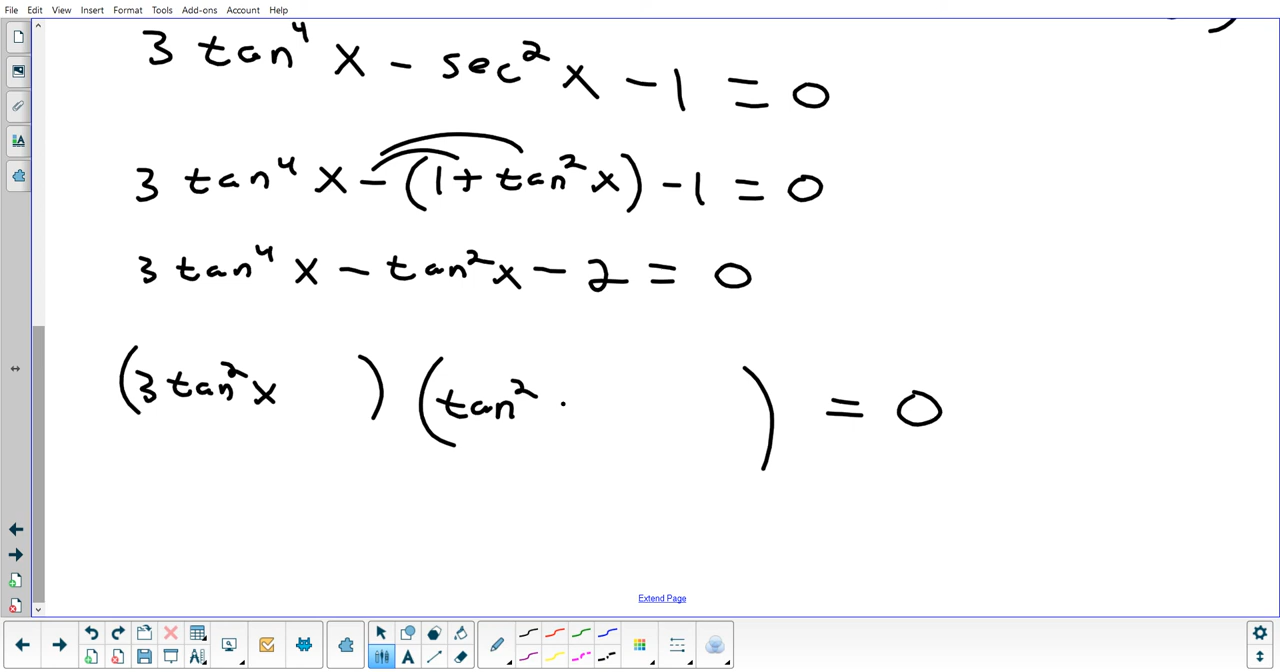 File Edit View Insert Format Tools Add-ons Account Help
3 tan⁴ x - sec² x - 1 = 0
3 tan⁴ x - (1 + tan² x) - 1 = 0
3 tan⁴ x - tan² x - 2 = 0
(3 tan² x ) (tan² ) = 0
Extend Page
A
A